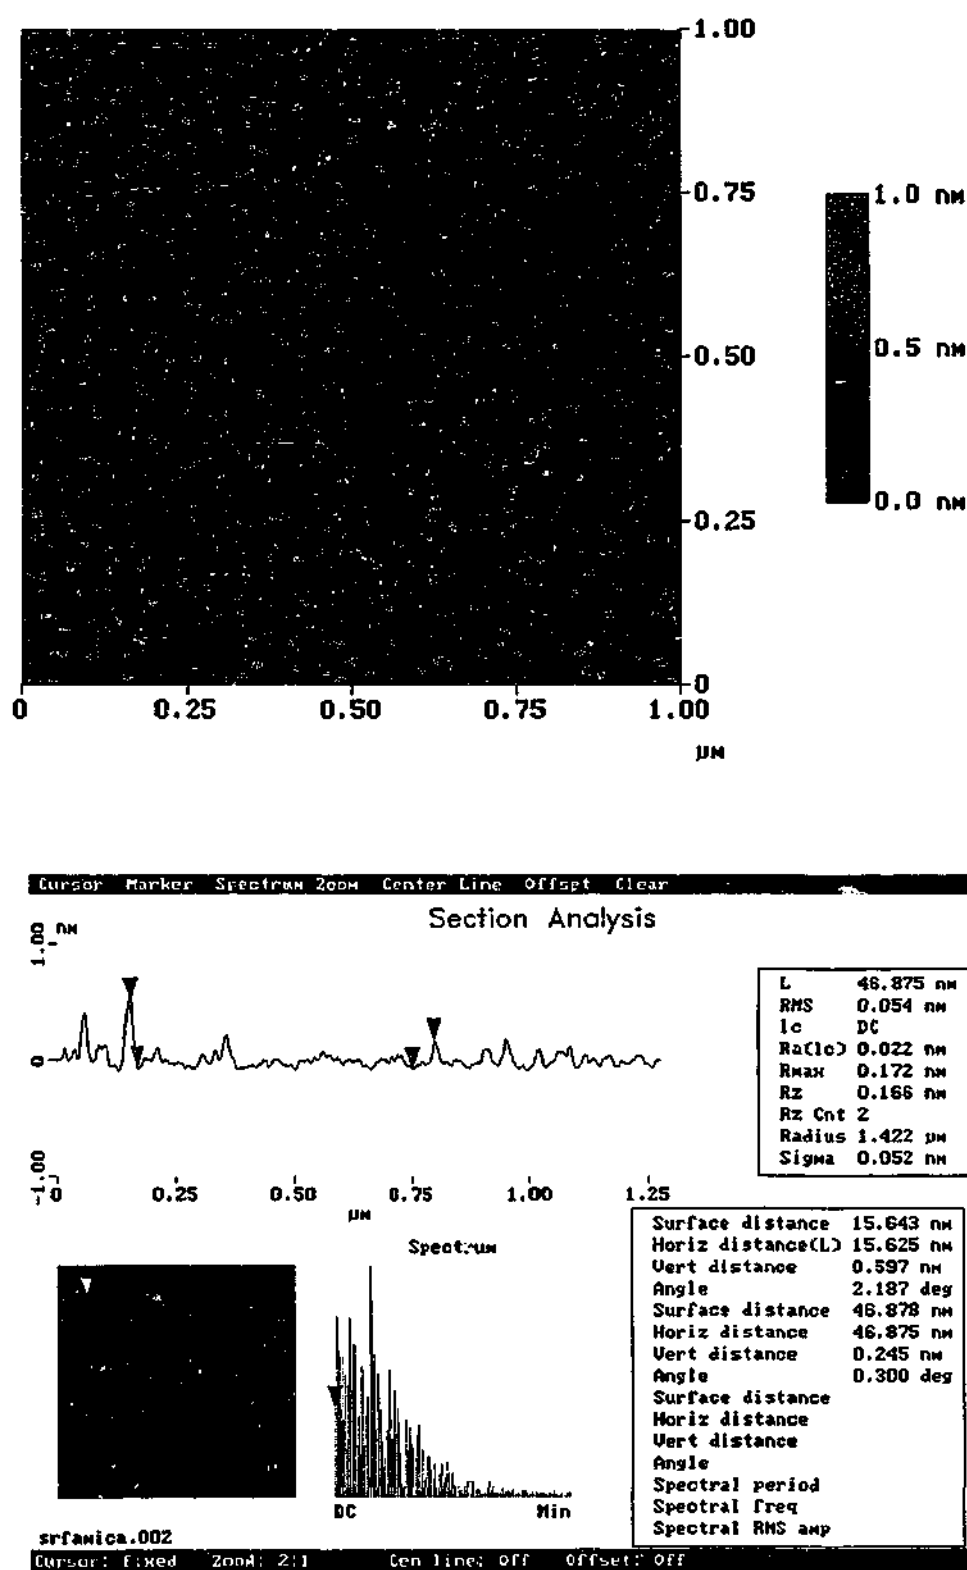 1.00
0.75
1.0 nm
0.50
0.5 nm
0.25
0.0 nm
0
0 0.25 0.50 0.75 1.00
µm
Cursor Marker Spectrum Zoom Center Line Offset Clear
Section Analysis
nm
1.00
0
-1.00
0 0.25 0.50 0.75 1.00 1.25
µm
L 46.875 nm
RMS 0.054 nm
lc DC
Ra(lc) 0.022 nm
Rmax 0.172 nm
Rz 0.166 nm
Rz Cnt 2
Radius 1.422 µm
Sigma 0.052 nm
Spectrum
DC Min
Surface distance 15.643 nm
Horiz distance(L) 15.625 nm
Vert distance 0.597 nm
Angle 2.187 deg
Surface distance 46.878 nm
Horiz distance 46.875 nm
Vert distance 0.245 nm
Angle 0.300 deg
Surface distance
Horiz distance
Vert distance
Angle
Spectral period
Spectral freq
Spectral RMS amp
srfamica.002
Cursor: fixed Zoom: 2:1 Cen line: Off Offset: Off